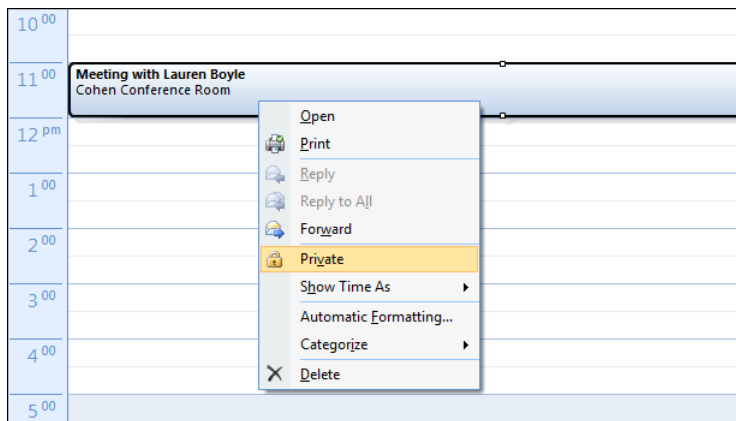 10 00
11 00
Meeting with Lauren Boyle
Cohen Conference Room
Open
12 pm
Print
Reply
1 00
Reply to All
Forward
2 00
Private
Show Time As
3 00
Automatic Formatting...
Categorize
4 00
Delete
5 00